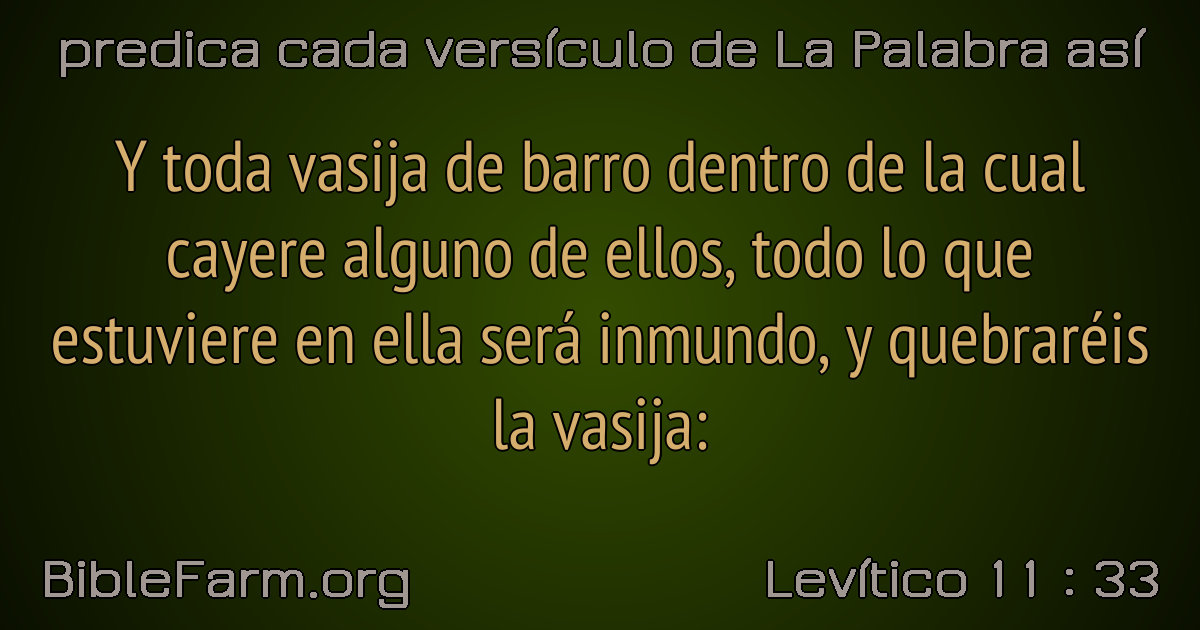 predica cada versículo de La Palabra así
Y toda vasija de barro dentro de la cual
cayere alguno de ellos, todo lo que
estuviere en ella será inmundo, y quebraréis
la vasija:
BibleFarm.org
Levítico 11 : 33